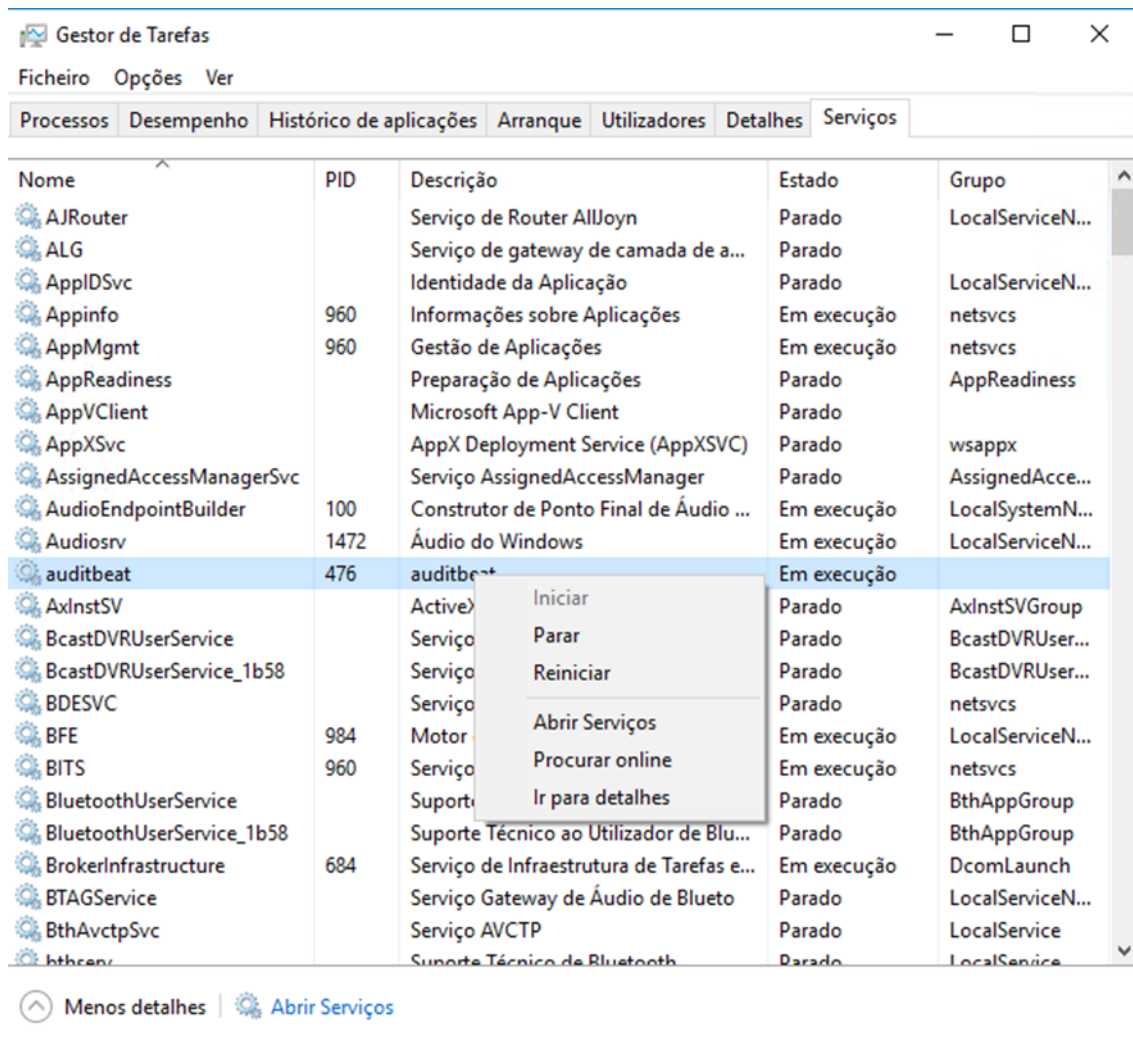 Gestor de Tarefas
Ficheiro Opções Ver
Processos Desempenho Histórico de aplicações Arranque Utilizadores Detalhes Serviços
Nome PID Descrição Estado Grupo
AJRouter Serviço de Router AllJoyn Parado LocalServiceN...
ALG Serviço de gateway de camada de a... Parado
AppIDSvc Identidade da Aplicação Parado LocalServiceN...
Appinfo 960 Informações sobre Aplicações Em execução netsvcs
AppMgmt 960 Gestão de Aplicações Em execução netsvcs
AppReadiness Preparação de Aplicações Parado AppReadiness
AppVClient Microsoft App-V Client Parado
AppXSvc AppX Deployment Service (AppXSVC) Parado wsappx
AssignedAccessManagerSvc Serviço AssignedAccessManager Parado AssignedAcce...
AudioEndpointBuilder 100 Construtor de Ponto Final de Áudio ... Em execução LocalSystemN...
Audiosrv 1472 Áudio do Windows Em execução LocalServiceN...
auditbeat 476 auditbeat Em execução
AxInstSV ActiveX Iniciar Parado AxInstSVGroup
BcastDVRUserService Serviço Parar Parado BcastDVRUser...
BcastDVRUserService_1b58 Serviço Reiniciar Parado BcastDVRUser...
BDESVC Serviço Parado netsvcs
BFE 984 Motor Abrir Serviços Em execução LocalServiceN...
BITS 960 Serviço Procurar online Em execução netsvcs
BluetoothUserService Suporte Ir para detalhes Parado BthAppGroup
BluetoothUserService_1b58 Suporte Técnico ao Utilizador de Blu... Parado BthAppGroup
BrokerInfrastructure 684 Serviço de Infraestrutura de Tarefas e... Em execução DcomLaunch
BTAGService Serviço Gateway de Áudio de Blueto Parado LocalServiceN...
BthAvctpSvc Serviço AVCTP Parado LocalService
bthserv Suporte Técnico de Bluetooth Parado LocalService
Menos detalhes Abrir Serviços